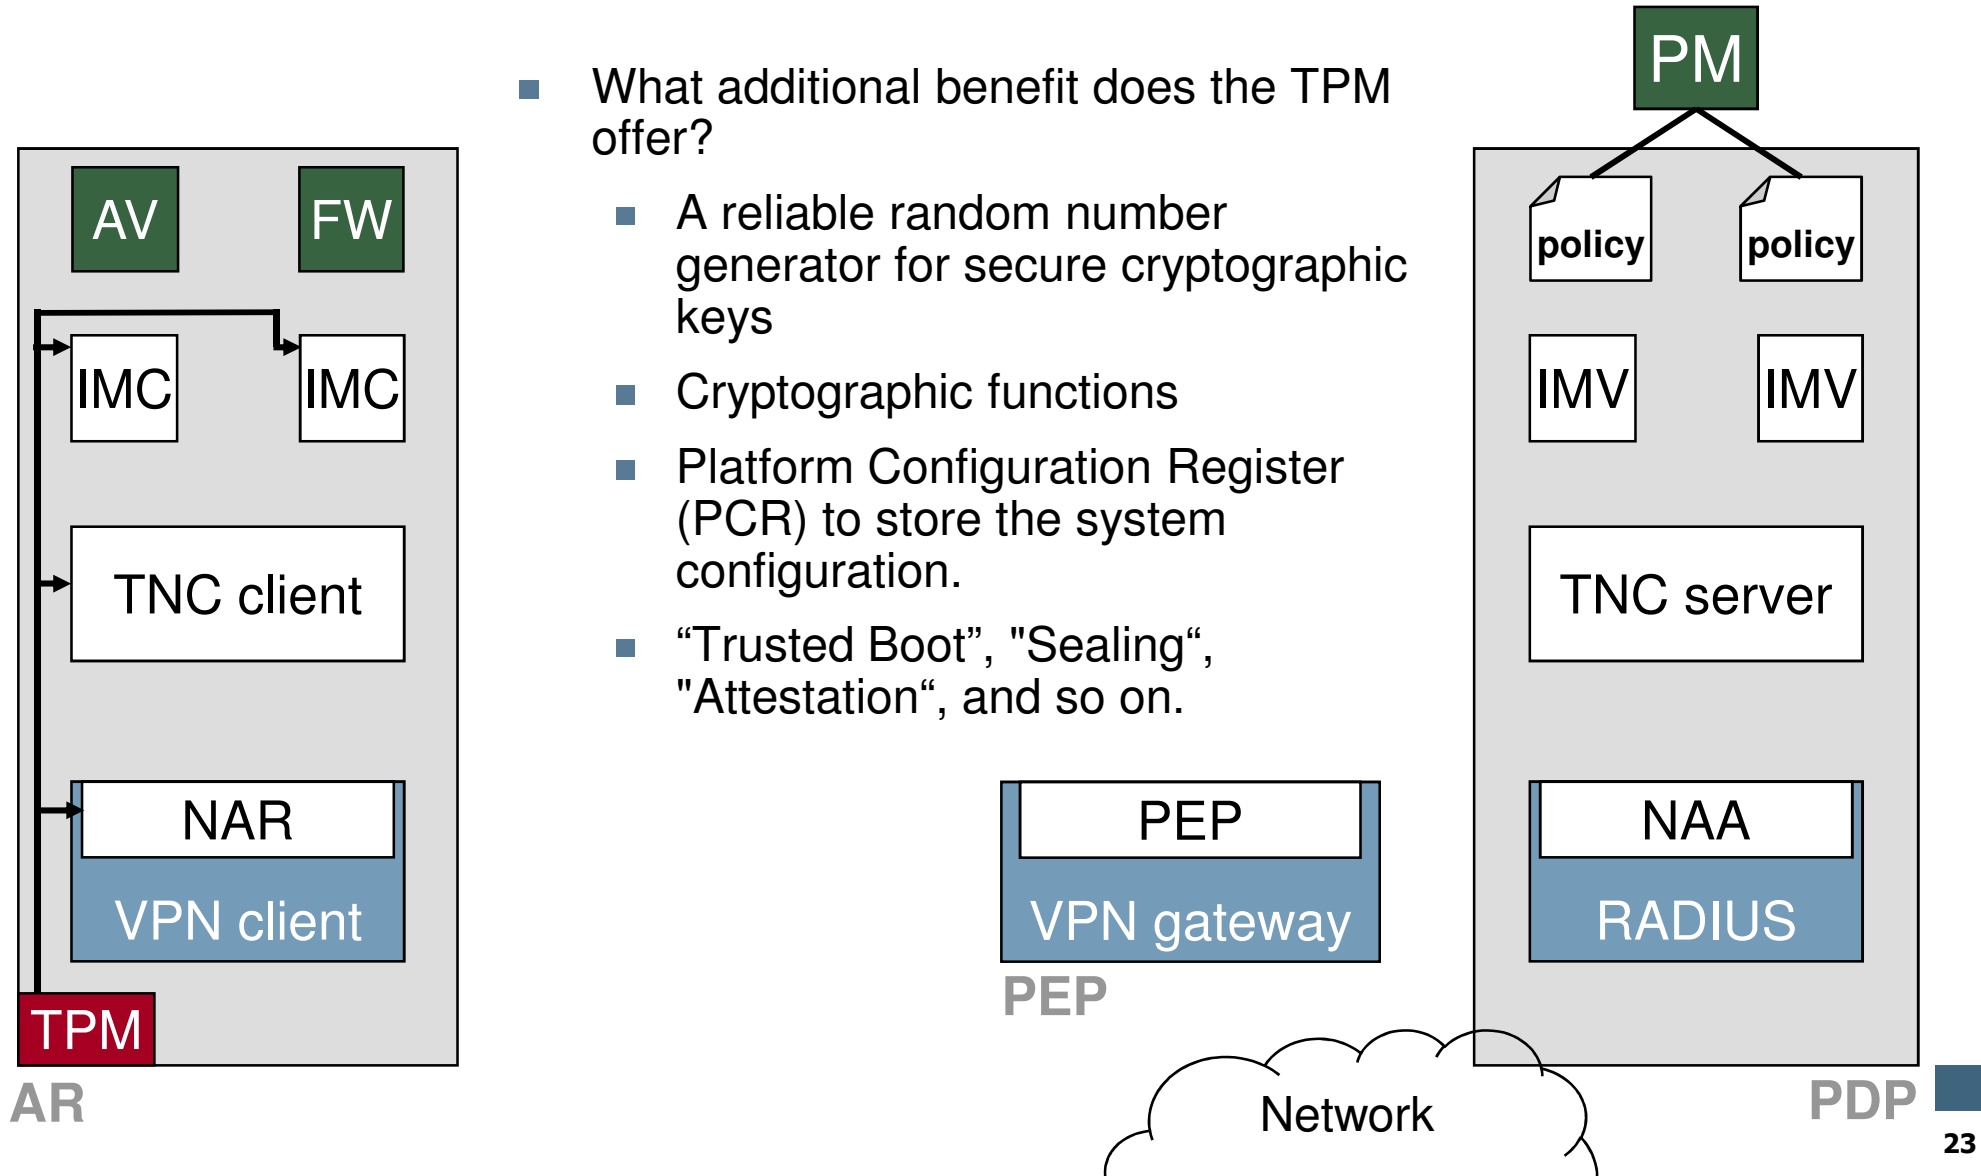 What additional benefit does the TPM
offer?
A reliable random number
generator for secure cryptographic
keys
Cryptographic functions
Platform Configuration Register
(PCR) to store the system
configuration.
“Trusted Boot”, "Sealing“,
"Attestation“, and so on.
AV
FW
IMC
IMC
TNC client
NAR
VPN client
TPM
AR
PEP
VPN gateway
PEP
Network
PM
policy
policy
IMV
IMV
TNC server
NAA
RADIUS
PDP
23